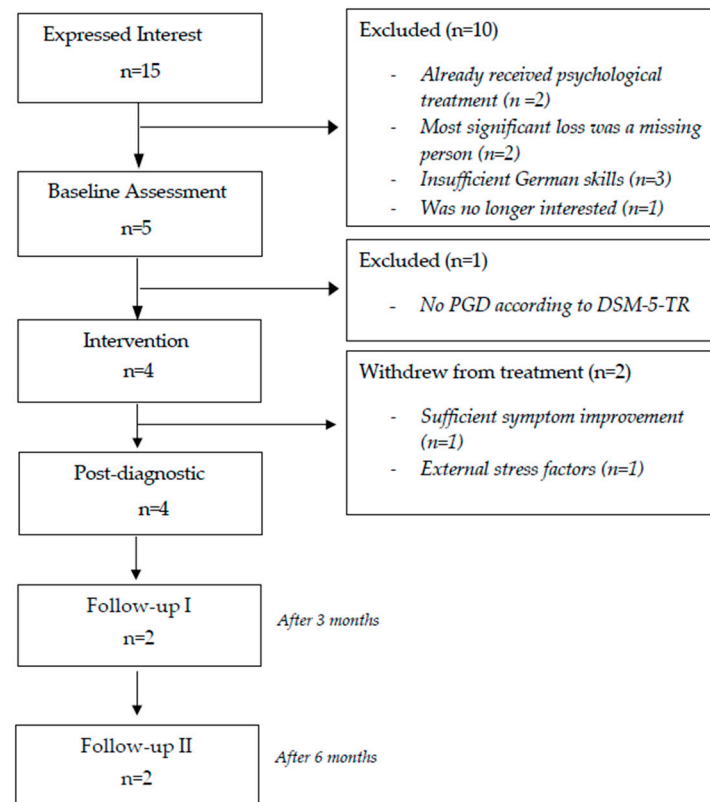 Expressed Interest
n=15
Excluded (n=10)
- Already received psychological
treatment (n =2)
- Most significant loss was a missing
person (n=2)
- Insufficient German skills (n=3)
- Was no longer interested (n=1)
Baseline Assessment
n=5
Excluded (n=1)
- No PGD according to DSM-5-TR
Intervention
n=4
Withdrew from treatment (n=2)
- Sufficient symptom improvement
(n=1)
- External stress factors (n=1)
Post-diagnostic
n=4
Follow-up I
n=2
After 3 months
Follow-up II
n=2
After 6 months